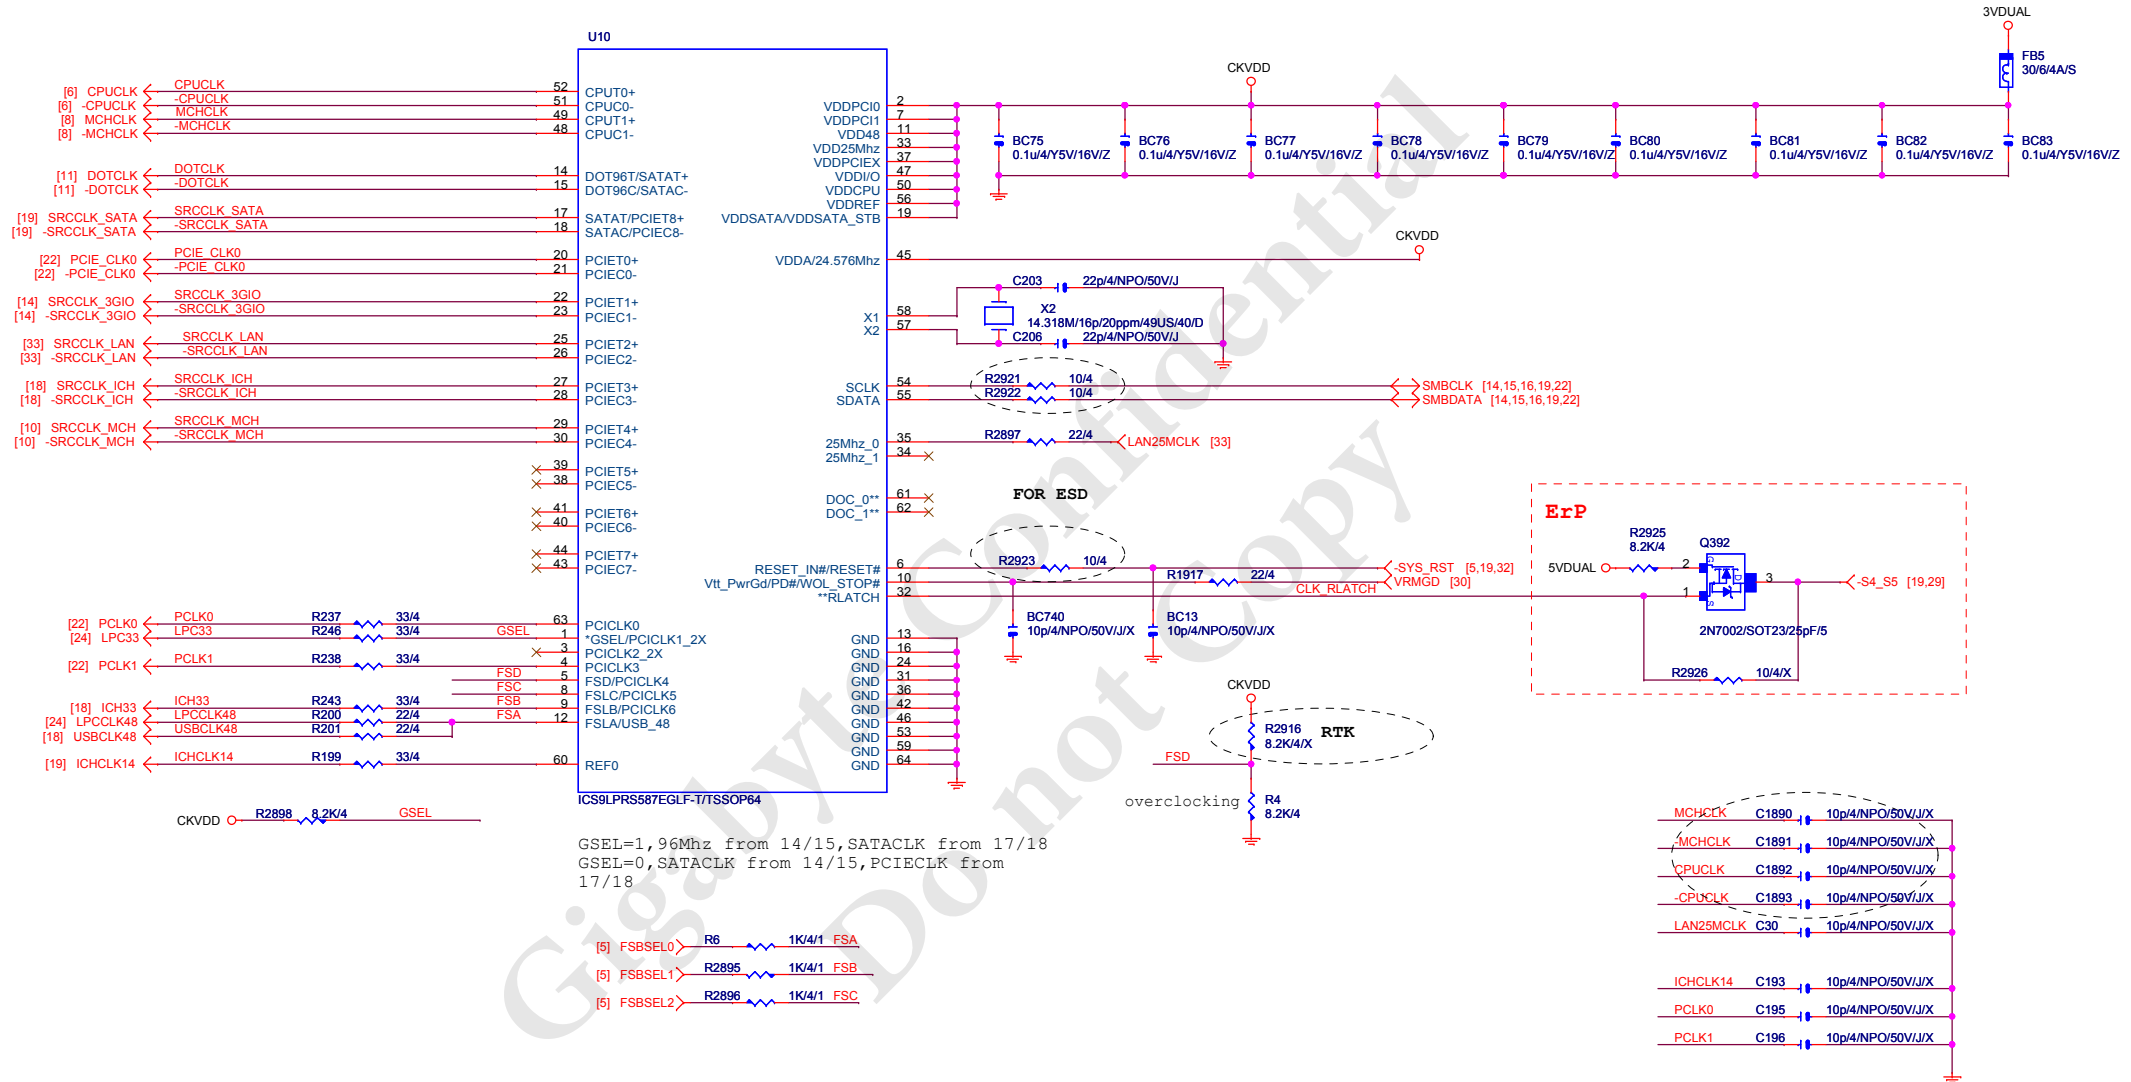 3VDUAL
FB5
30/6/4A/S
U10
CKVDD
[6] CPUCLK CPUCLK 52 CPUT0+
[6] -CPUCLK -CPUCLK 51 CPUC0-
[8] MCHCLK MCHCLK 49 CPUT1+
[8] -MCHCLK -MCHCLK 48 CPUC1-
[11] DOTCLK DOTCLK 14 DOT96T/SATAT+
[11] -DOTCLK -DOTCLK 15 DOT96C/SATAC-
[19] SRCCLK_SATA SRCCLK_SATA 17 SATAT/PCIET8+
[19] -SRCCLK_SATA -SRCCLK_SATA 18 SATAC/PCIEC8-
[22] PCIE_CLK0 PCIE_CLK0 20 PCIET0+
[22] -PCIE_CLK0 -PCIE_CLK0 21 PCIEC0-
[14] SRCCLK_3GIO SRCCLK_3GIO 22 PCIET1+
[14] -SRCCLK_3GIO -SRCCLK_3GIO 23 PCIEC1-
[33] SRCCLK_LAN SRCCLK_LAN 25 PCIET2+
[33] -SRCCLK_LAN -SRCCLK_LAN 26 PCIEC2-
[18] SRCCLK_ICH SRCCLK_ICH 27 PCIET3+
[18] -SRCCLK_ICH -SRCCLK_ICH 28 PCIEC3-
[10] SRCCLK_MCH SRCCLK_MCH 29 PCIET4+
[10] -SRCCLK_MCH -SRCCLK_MCH 30 PCIEC4-
39 PCIET5+
38 PCIEC5-
41 PCIET6+
40 PCIEC6-
44 PCIET7+
43 PCIEC7-
[22] PCLK0 PCLK0 R237 33/4 63 PCICLK0
[24] LPC33 LPC33 R246 33/4 GSEL 1 *GSEL/PCICLK1_2X
3 PCICLK2_2X
[22] PCLK1 PCLK1 R238 33/4 4 PCICLK3
FSD 5 FSD/PCICLK4
FSC 8 FSLC/PCICLK5
[18] ICH33 ICH33 R243 33/4 FSB 9 FSLB/PCICLK6
[24] LPCCLK48 LPCCLK48 R200 22/4 FSA 12 FSLA/USB_48
[18] USBCLK48 USBCLK48 R201 22/4
[19] ICHCLK14 ICHCLK14 R199 33/4 60 REF0
VDDPCI0 2
VDDPCI1 7
VDD48 11
VDD25Mhz 33
VDDPCIEX 37
VDDI/O 47
VDDCPU 50
VDDREF 56
VDDSATA/VDDSATA_STB 19
BC75 BC76 BC77 BC78 BC79 BC80 BC81 BC82 BC83
0.1u/4/Y5V/16V/Z 0.1u/4/Y5V/16V/Z 0.1u/4/Y5V/16V/Z 0.1u/4/Y5V/16V/Z 0.1u/4/Y5V/16V/Z 0.1u/4/Y5V/16V/Z 0.1u/4/Y5V/16V/Z 0.1u/4/Y5V/16V/Z 0.1u/4/Y5V/16V/Z
CKVDD
VDDA/24.576Mhz 45
C203 22p/4/NPO/50V/J
X1 58
X2
14.318M/16p/20ppm/49US/40/D
X2 57
C206 22p/4/NPO/50V/J
SCLK 54 R2921 10/4 SMBCLK [14,15,16,19,22]
SDATA 55 R2922 10/4 SMBDATA [14,15,16,19,22]
25Mhz_0 35 R2897 22/4 LAN25MCLK [33]
25Mhz_1 34
DOC_0** 61
DOC_1** 62
FOR ESD
RESET_IN#/RESET# 6 R2923 10/4 -SYS_RST [5,19,32]
Vtt_PwrGd/PD#/WOL_STOP# 10 R1917 22/4 VRMGD [30]
**RLATCH 32 CLK_RLATCH
BC740
10p/4/NPO/50V/J/X
BC13
10p/4/NPO/50V/J/X
GND 13
GND 16
GND 24
GND 31
GND 36
GND 42
GND 46
GND 53
GND 59
GND 64
ErP
R2925
8.2K/4
Q392
5VDUAL 2 G D S 1 3 -S4_S5 [19,29]
2N7002/SOT23/25pF/5
R2926 10/4/X
CKVDD
R2916
8.2K/4/X
RTK
FSD
overclocking
R4
8.2K/4
ICS9LPRS587EGLF-T/TSSOP64
CKVDD R2898 8.2K/4 GSEL
GSEL=1,96Mhz from 14/15,SATACLK from 17/18
GSEL=0,SATACLK from 14/15,PCIECLK from
17/18
[5] FSBSEL0 R6 1K/4/1 FSA
[5] FSBSEL1 R2895 1K/4/1 FSB
[5] FSBSEL2 R2896 1K/4/1 FSC
MCHCLK C1890 10p/4/NPO/50V/J/X
-MCHCLK C1891 10p/4/NPO/50V/J/X
CPUCLK C1892 10p/4/NPO/50V/J/X
-CPUCLK C1893 10p/4/NPO/50V/J/X
LAN25MCLK C30 10p/4/NPO/50V/J/X
ICHCLK14 C193 10p/4/NPO/50V/J/X
PCLK0 C195 10p/4/NPO/50V/J/X
PCLK1 C196 10p/4/NPO/50V/J/X
Gigabyte Confidential
Do not Copy